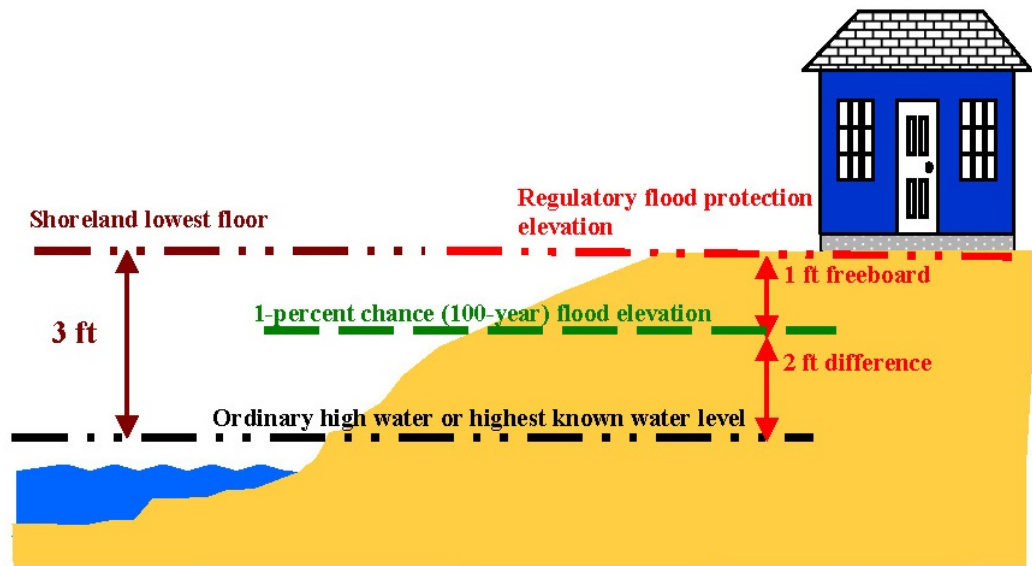 Regulatory flood protection
elevation
Shoreland lowest floor
1 ft freeboard
1-percent chance (100-year) flood elevation
3 ft
2 ft difference
Ordinary high water or highest known water level